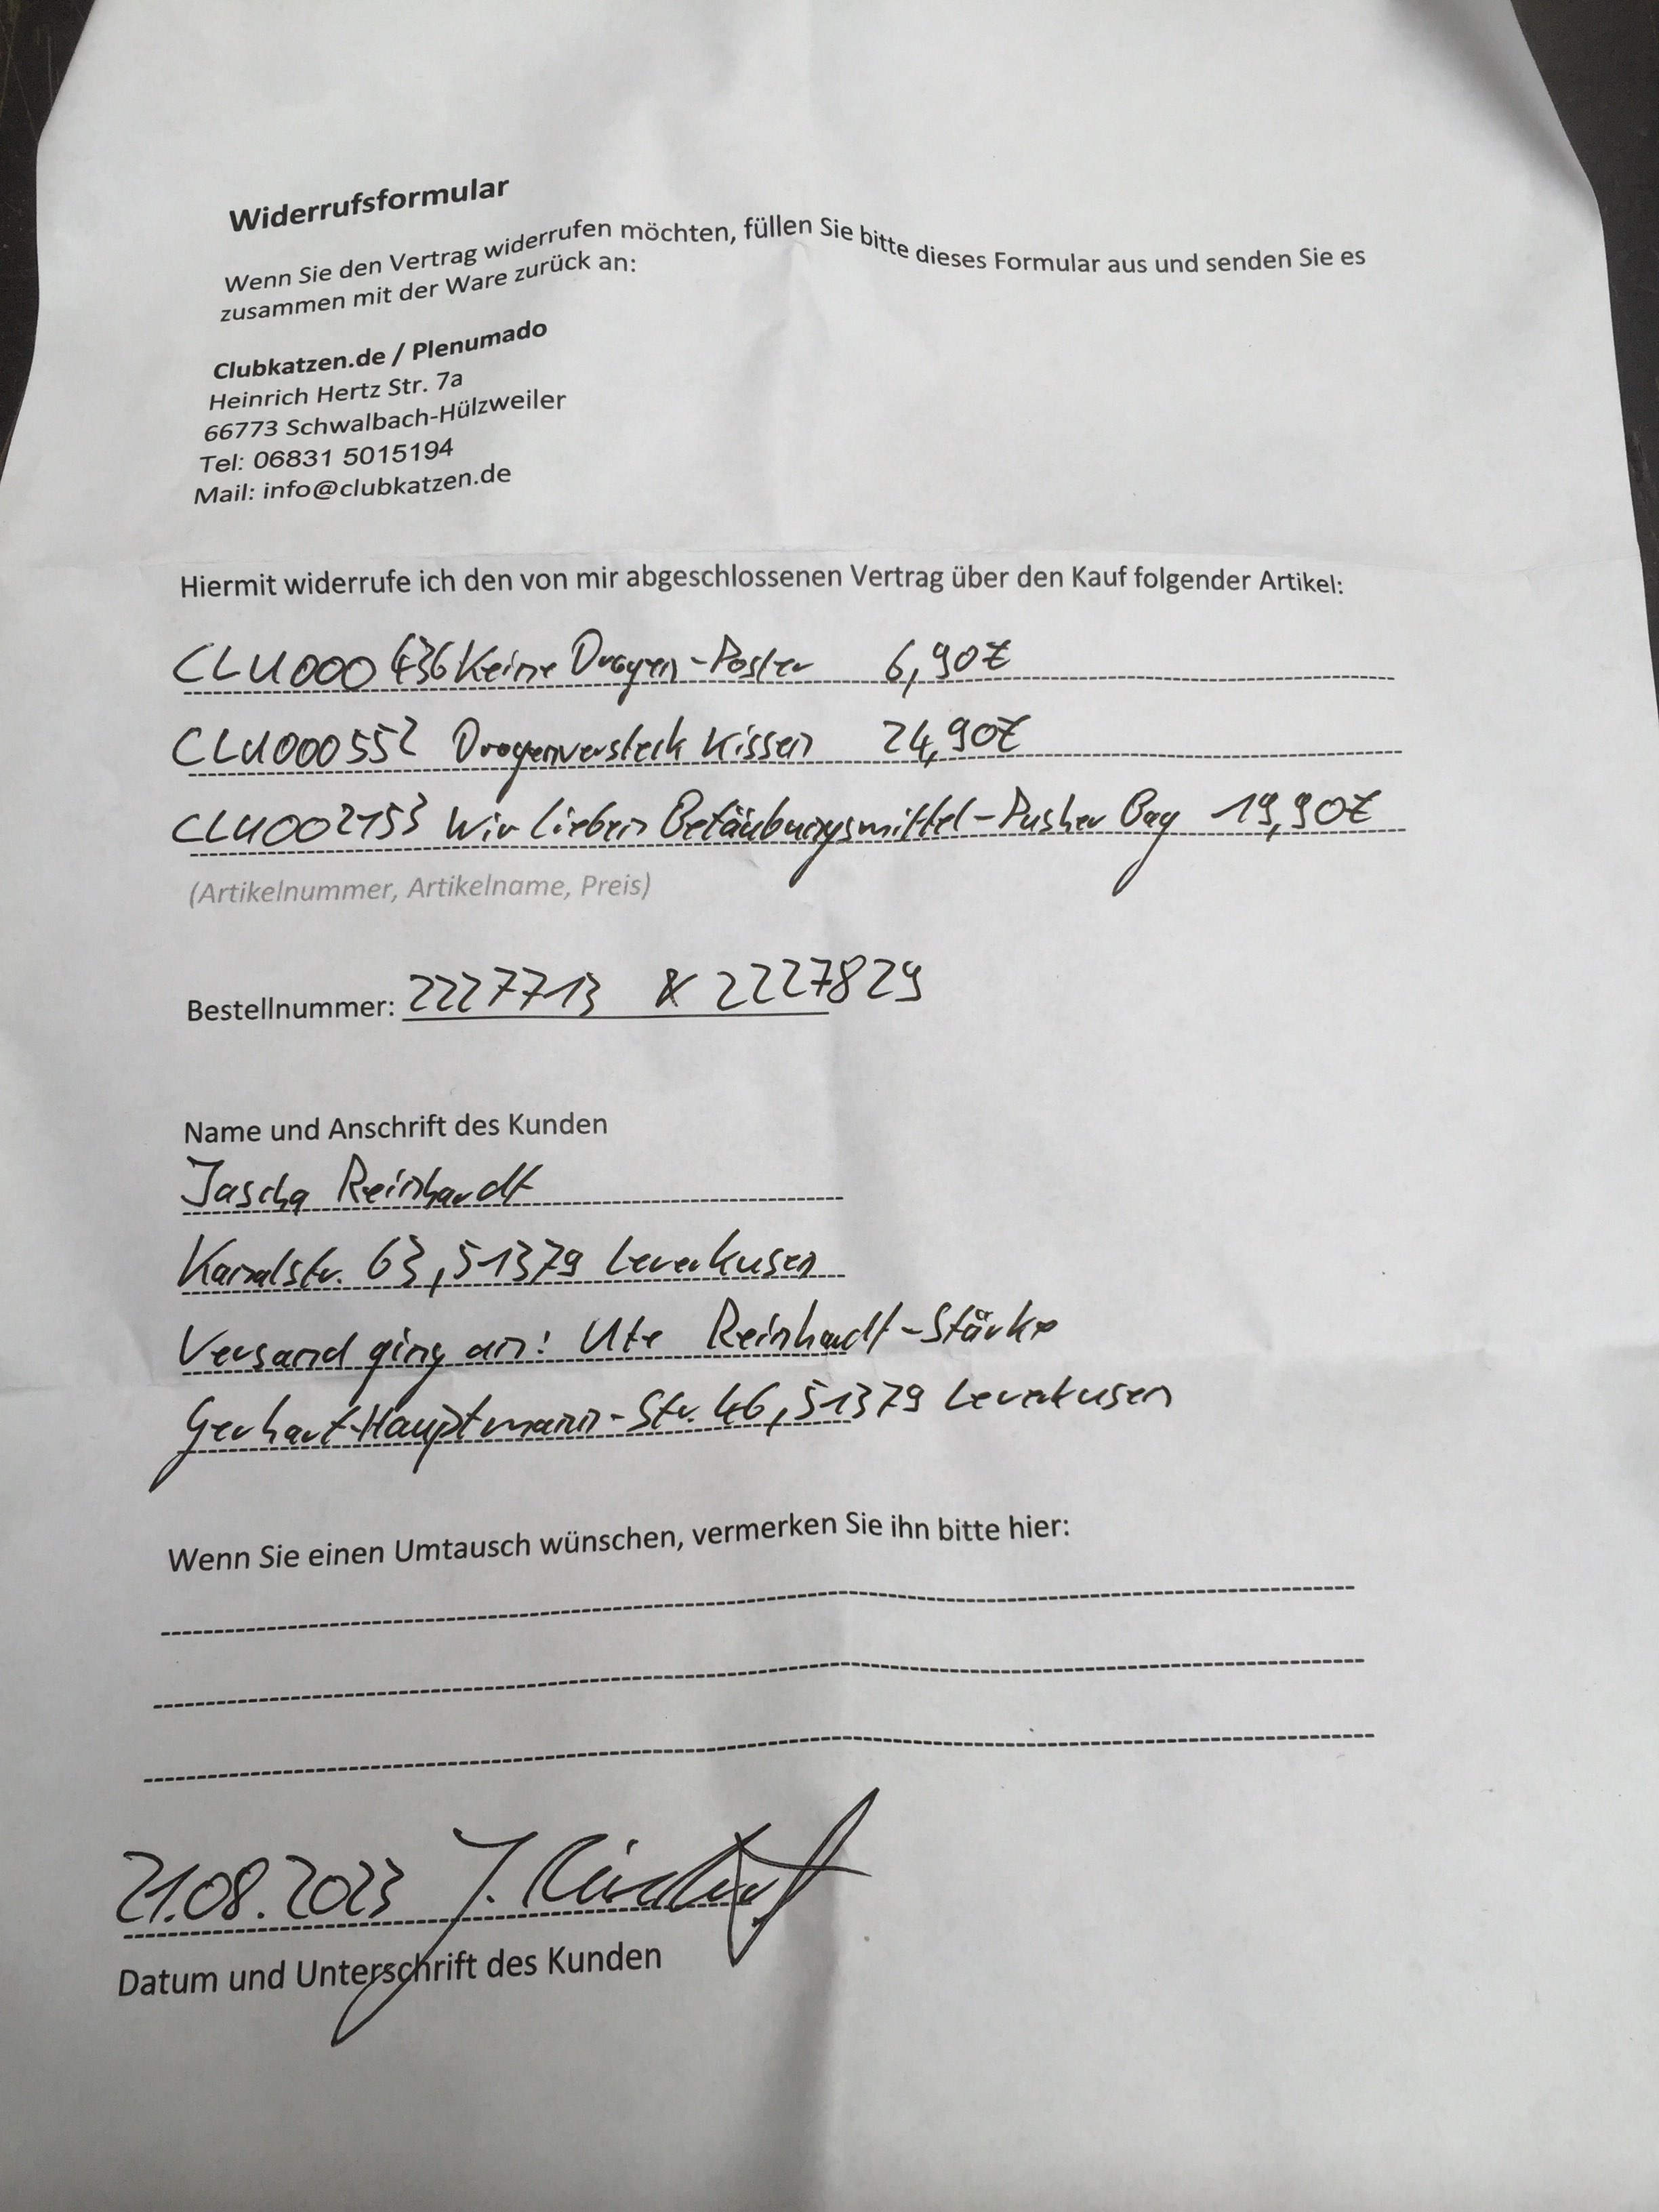 Widerrufsformular
Wenn Sie den Vertrag widerrufen möchten, füllen Sie bitte dieses Formular aus und senden Sie es
zusammen mit der Ware zurück an:
Clubkatzen.de / Plenumado
Heinrich Hertz Str. 7a
66773 Schwalbach-Hülzweiler
Tel: 06831 5015194
Mail: info@clubkatzen.de
Hiermit widerrufe ich den von mir abgeschlossenen Vertrag über den Kauf folgender Artikel:
Keine Drogen-Poster 6,90€
CLU000552 Drogenversteck Kissen 24,90€
CLU002153 Wir lieben Betäubungsmittel-Pusher Bag 19,90€
(Artikelnummer, Artikelname, Preis)
Bestellnummer: 2227713 & 2227829
Name und Anschrift des Kunden
Jascha Reinhardt
Kanalstr. 63, 51379 Leverkusen
Versand ging an: Ute Reinhardt-Stärke
Gerhart-Hauptmann-Str. 46, 51379 Leverkusen
Wenn Sie einen Umtausch wünschen, vermerken Sie ihn bitte hier:
21.08.2023 J. Reinhardt
Datum und Unterschrift des Kunden